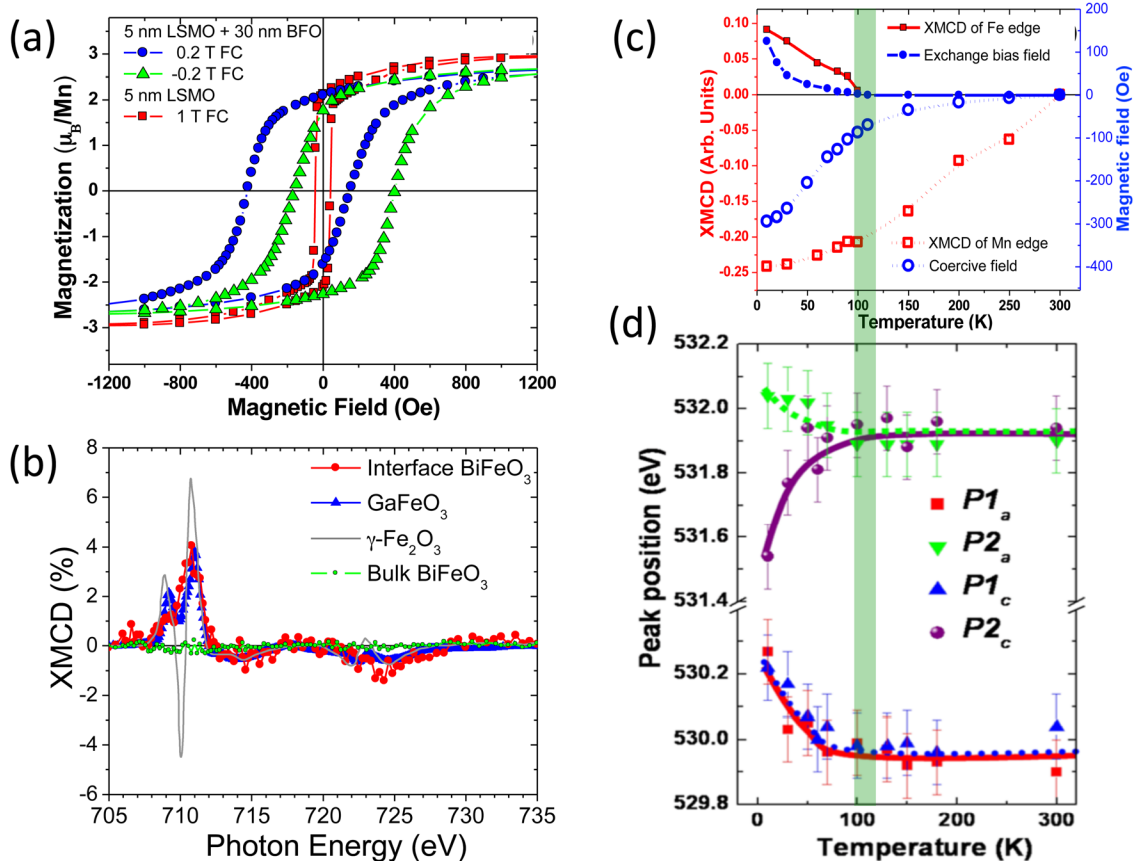 (a)
5 nm LSMO + 30 nm BFO
0.2 T FC
-0.2 T FC
5 nm LSMO
1 T FC
Magnetization (μB/Mn)
3
2
1
0
-1
-2
-3
-1200 -800 -400 0 400 800 1200
Magnetic Field (Oe)
(b)
Interface BiFeO3
GaFeO3
γ-Fe2O3
Bulk BiFeO3
XMCD (%)
8
6
4
2
0
-2
-4
-6
705 710 715 720 725 730 735
Photon Energy (eV)
(c)
XMCD of Fe edge
Exchange bias field
XMCD of Mn edge
Coercive field
XMCD (Arb. Units)
0.10
0.05
0.00
-0.05
-0.10
-0.15
-0.20
-0.25
Magnetic field (Oe)
200
100
0
-100
-200
-300
-400
0 50 100 150 200 250 300
Temperature (K)
(d)
P1a
P2a
P1c
P2c
Peak position (eV)
532.2
532.0
531.8
531.6
531.4
530.2
530.0
529.8
0 50 100 150 200 250 300
Temperature (K)